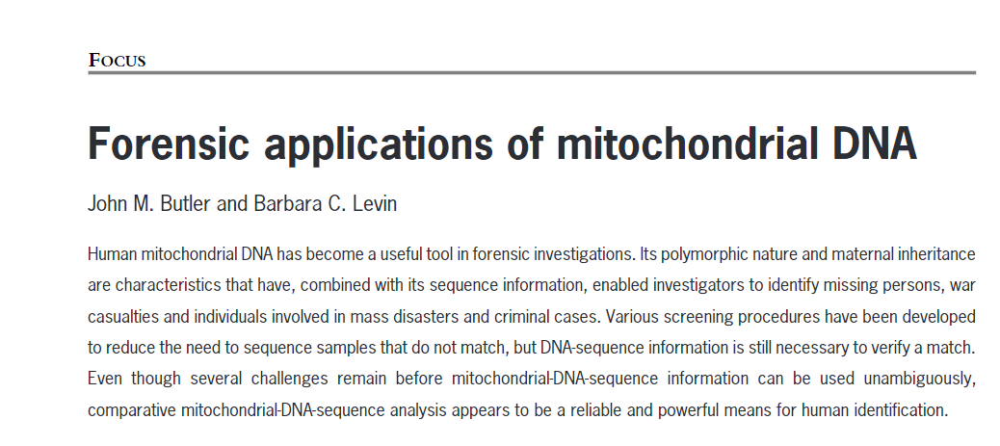 FOCUS
Forensic applications of mitochondrial DNA
John M. Butler and Barbara C. Levin
Human mitochondrial DNA has become a useful tool in forensic investigations. Its polymorphic nature and maternal inheritance
are characteristics that have, combined with its sequence information, enabled investigators to identify missing persons, war
casualties and individuals involved in mass disasters and criminal cases. Various screening procedures have been developed
to reduce the need to sequence samples that do not match, but DNA-sequence information is still necessary to verify a match.
Even though several challenges remain before mitochondrial-DNA-sequence information can be used unambiguously,
comparative mitochondrial-DNA-sequence analysis appears to be a reliable and powerful means for human identification.